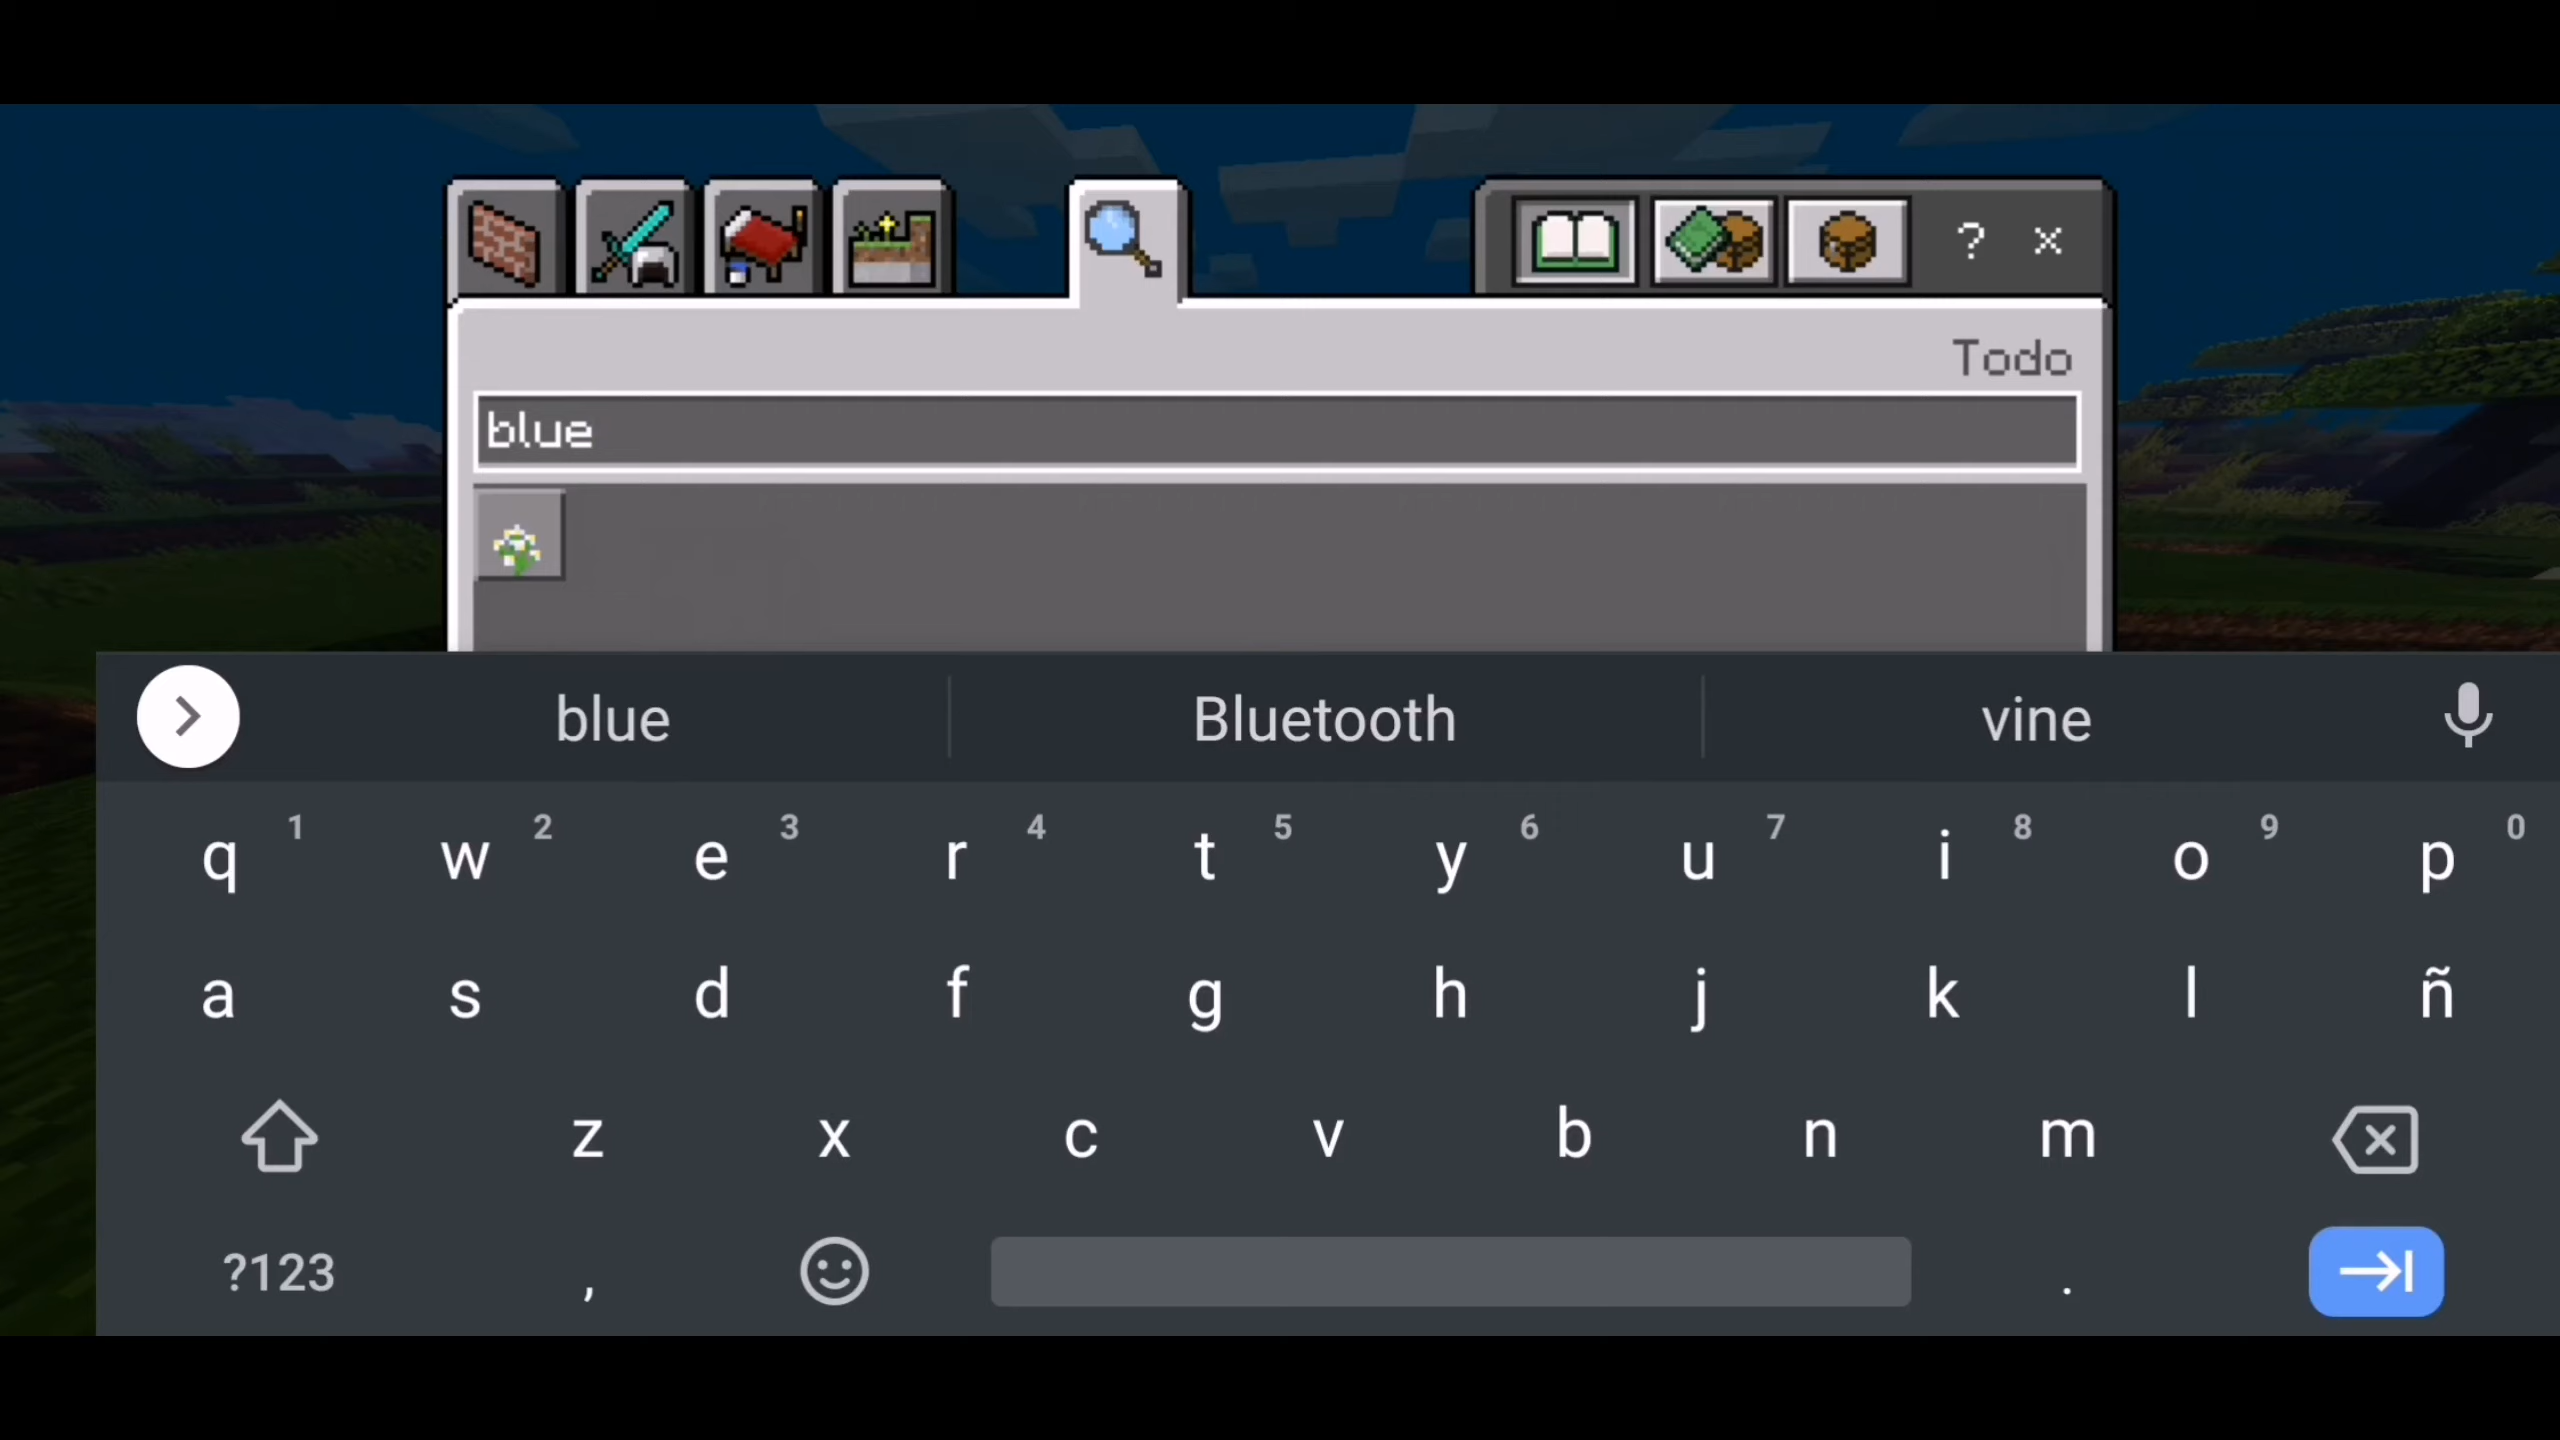 ? ×
Todo
blue
blue Bluetooth vine
q 1 w 2 e 3 r 4 t 5 y 6 u 7 i 8 o 9 p 0
a s d f g h j k l ñ
z x c v b n m
?123 , .